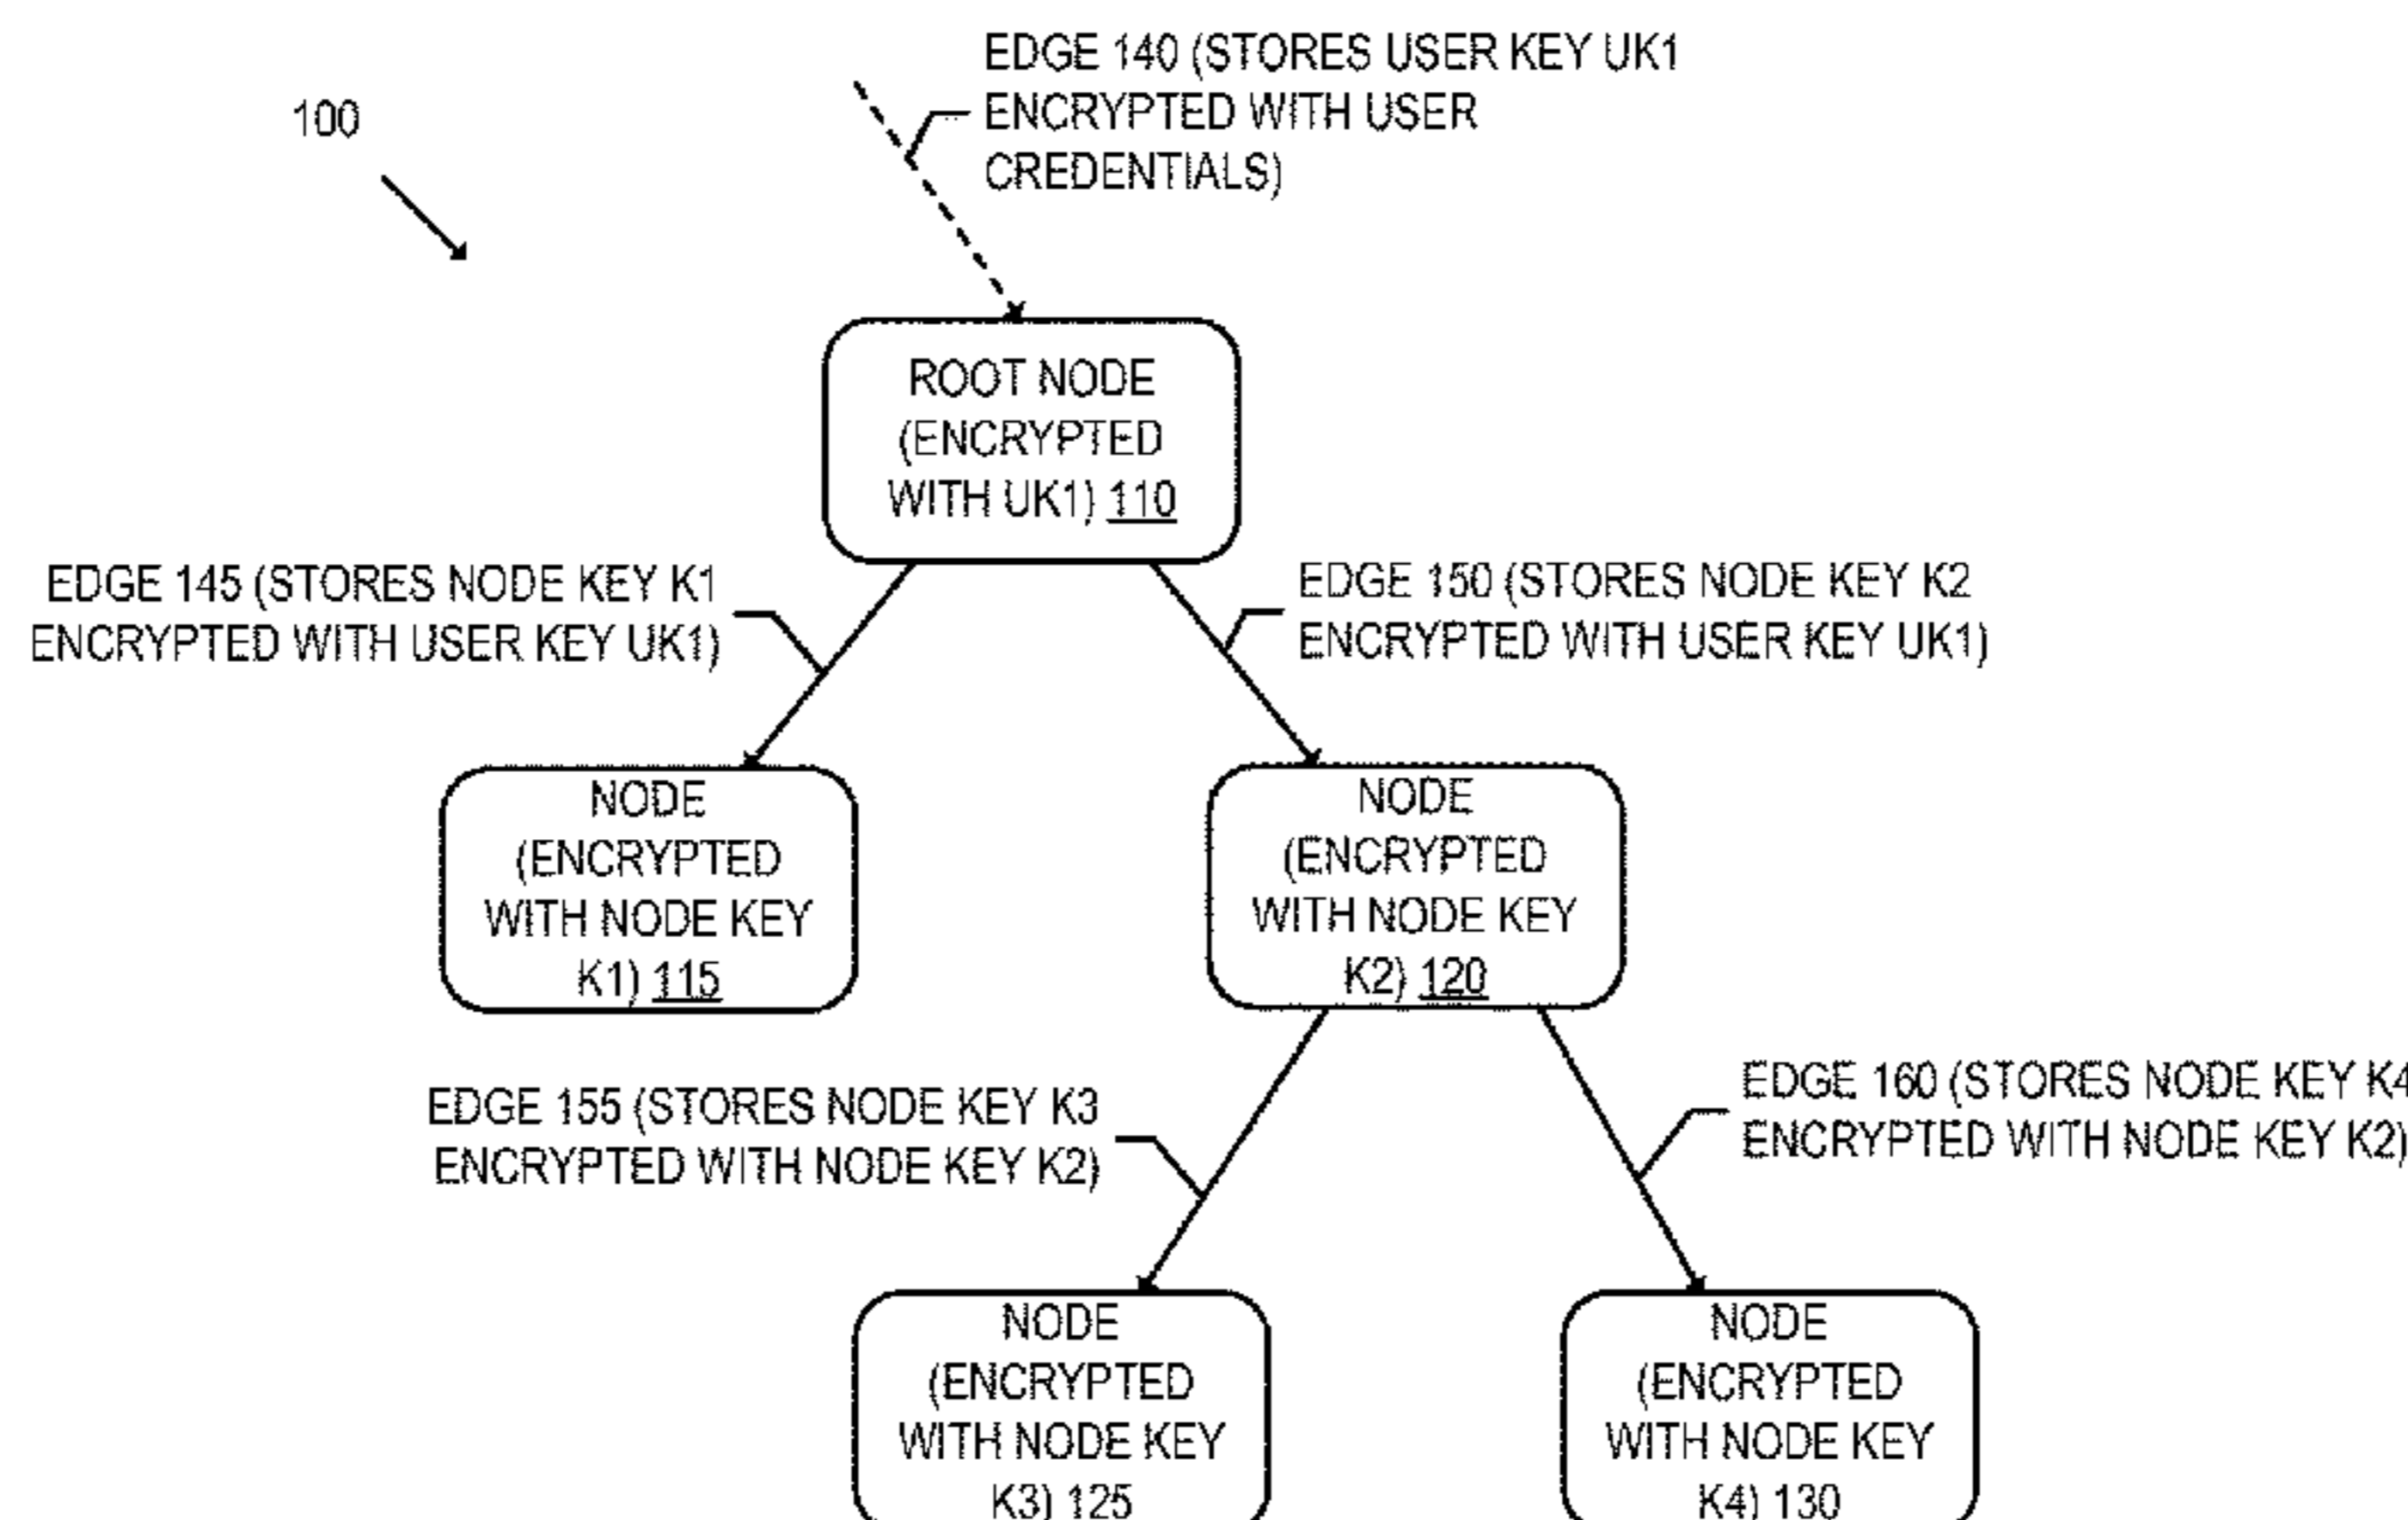 100
EDGE 140 (STORES USER KEY UK1
ENCRYPTED WITH USER
CREDENTIALS)
ROOT NODE
(ENCRYPTED
WITH UK1) 110
EDGE 145 (STORES NODE KEY K1
ENCRYPTED WITH USER KEY UK1)
EDGE 150 (STORES NODE KEY K2
ENCRYPTED WITH USER KEY UK1)
NODE
(ENCRYPTED
WITH NODE KEY
K1) 115
NODE
(ENCRYPTED
WITH NODE KEY
K2) 120
EDGE 155 (STORES NODE KEY K3
ENCRYPTED WITH NODE KEY K2)
EDGE 160 (STORES NODE KEY K4
ENCRYPTED WITH NODE KEY K2)
NODE
(ENCRYPTED
WITH NODE KEY
K3) 125
NODE
(ENCRYPTED
WITH NODE KEY
K4) 130